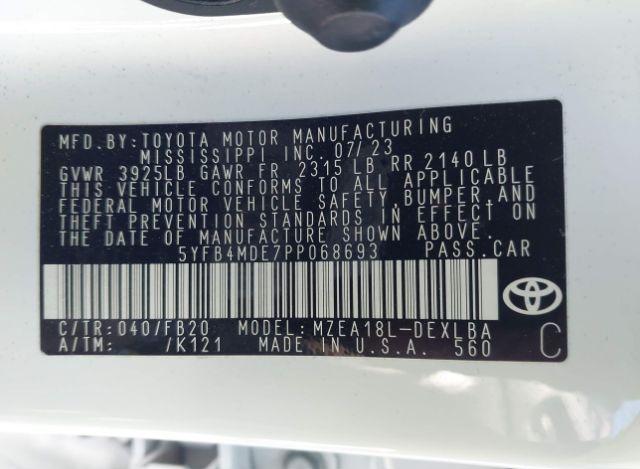 MFD. BY: TOYOTA MOTOR MANUFACTURING
MISSISSIPPI INC. 07/23
GVWR 3925LB GAWR FR 2315 LB RR 2140 LB
THIS VEHICLE CONFORMS TO ALL APPLICABLE
FEDERAL MOTOR VEHICLE SAFETY, BUMPER, AND
THEFT PREVENTION STANDARDS IN EFFECT ON
THE DATE OF MANUFACTURE SHOWN ABOVE.
5YFB4MDE7PP068693 PASS. CAR
C/TR: 040/FB20 MODEL: MZEA18L-DEXLBA
A/TM: /K121 MADE IN U.S.A. 560 C